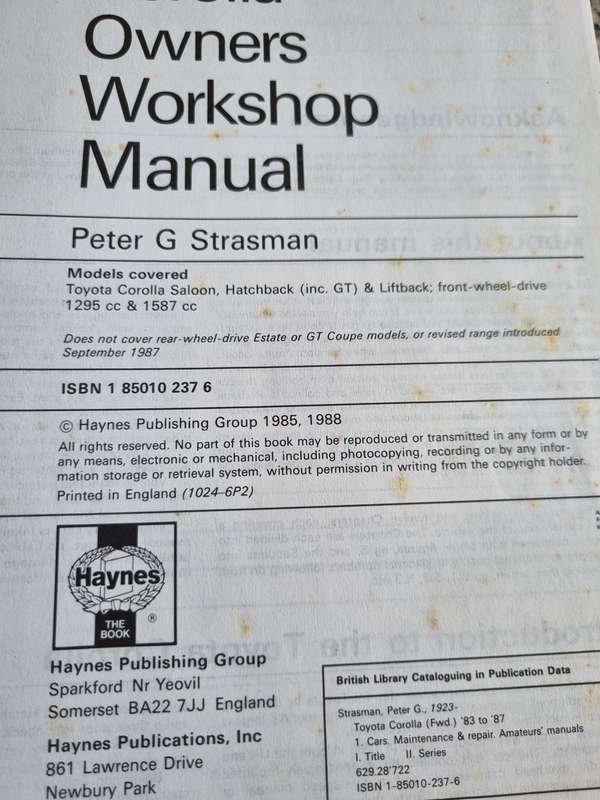 Owners
Workshop
Manual
Peter G Strasman
Models covered
Toyota Corolla Saloon, Hatchback (inc. GT) & Liftback; front-wheel-drive
1295 cc & 1587 cc
Does not cover rear-wheel-drive Estate or GT Coupe models, or revised range introduced
September 1987
ISBN 1 85010 237 6
© Haynes Publishing Group 1985, 1988
All rights reserved. No part of this book may be reproduced or transmitted in any form or by
any means, electronic or mechanical, including photocopying, recording or by any infor-
mation storage or retrieval system, without permission in writing from the copyright holder.
Printed in England (1024-6P2)
Haynes
THE
BOOK
®
Haynes Publishing Group
Sparkford Nr Yeovil
Somerset BA22 7JJ England
Haynes Publications, Inc
861 Lawrence Drive
Newbury Park
British Library Cataloguing in Publication Data
Strasman, Peter G., 1923-
Toyota Corolla (Fwd.) '83 to '87
1. Cars. Maintenance & repair. Amateurs' manuals
I. Title II. Series
629.28'722
ISBN 1-85010-237-6